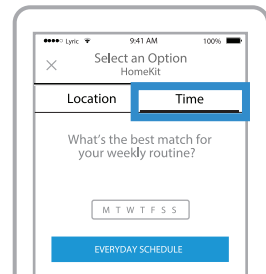 Lyric 9:41 AM 100%
Select an Option
HomeKit
Location Time
What's the best match for
your weekly routine?
M T W T F S S
EVERYDAY SCHEDULE